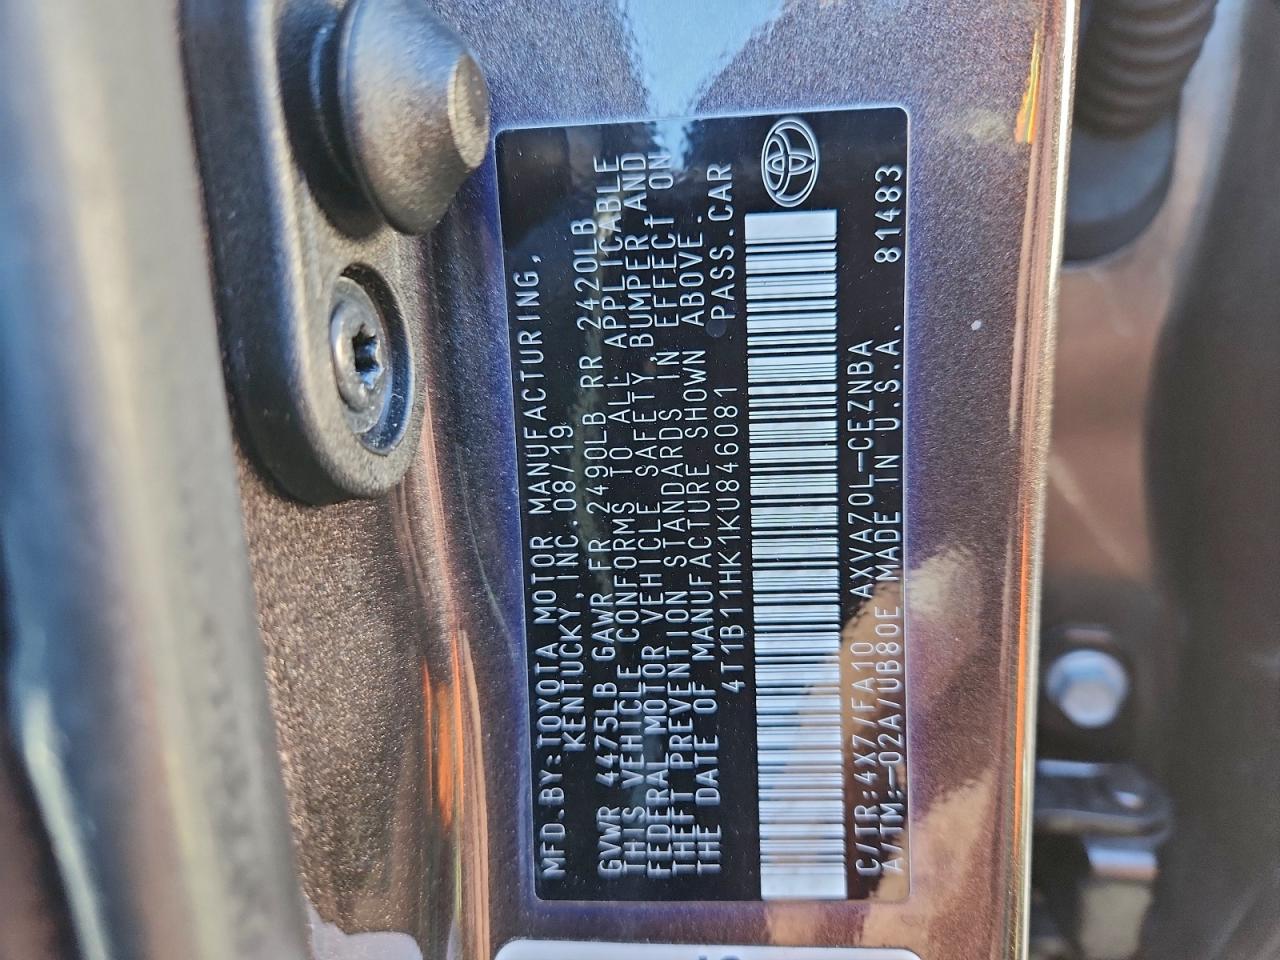 MFD.BY:TOYOTA MOTOR MANUFACTURING,
KENTUCKY,INC. 08/19
GVWR 4475LB GAWR FR 2490LB RR 2420LB
THIS VEHICLE CONFORMS TO ALL APPLICABLE
FEDERAL MOTOR VEHICLE SAFETY, BUMPER, AND
THEFT PREVENTION STANDARDS IN EFFECT ON
THE DATE OF MANUFACTURE SHOWN ABOVE.
4T1B11HK1KU846081 PASS.CAR
C/TR:4X7/FA10 AXVA70L-CEZNBA
A/TM:-02A/UB80E MADE IN U.S.A. 81483